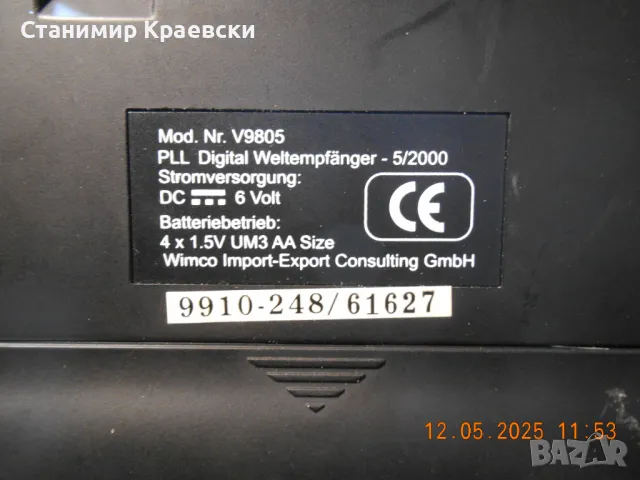 Станимир Краевски
Mod. Nr. V9805
PLL Digital Weltempfänger - 5/2000
Stromversorgung:
DC 6 Volt
Batteriebetrieb:
4 x 1.5V UM3 AA Size
Wimco Import-Export Consulting GmbH
CE
9910-248/61627
12.05.2025 11:53
BAZAR